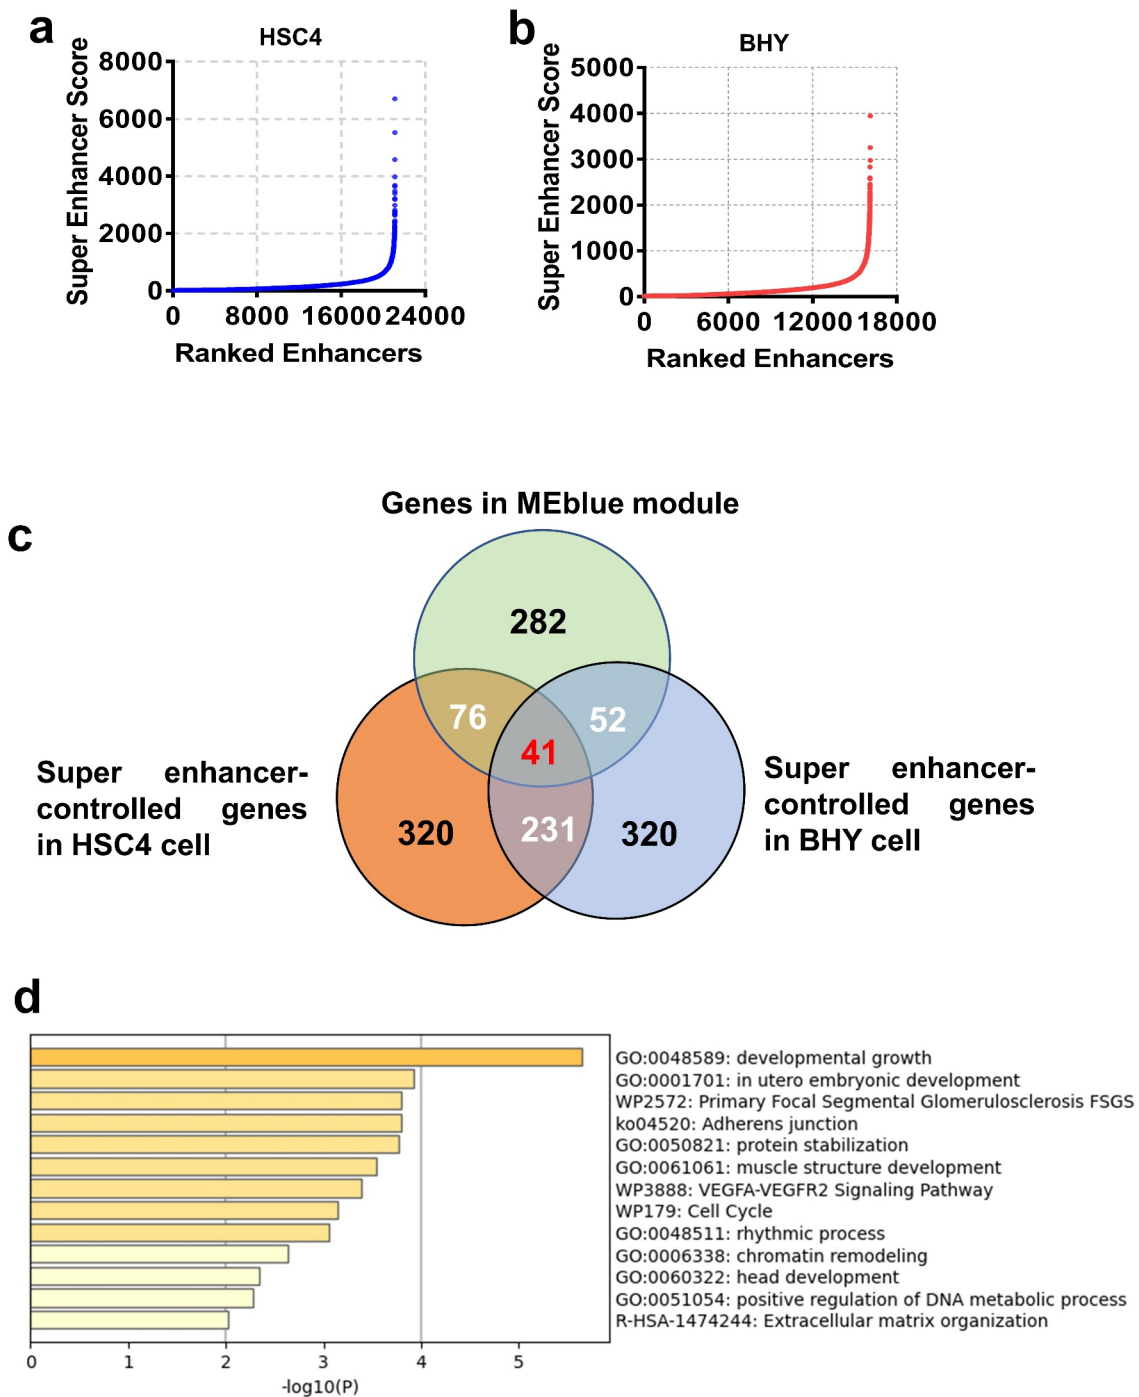 a
HSC4
Super Enhancer Score
8000
6000
4000
2000
0
0 8000 16000 24000
Ranked Enhancers
b
BHY
Super Enhancer Score
5000
4000
3000
2000
1000
0
0 6000 12000 18000
Ranked Enhancers
c
Genes in MEblue module
282
76
52
41
320
231
320
Super enhancer-
controlled genes
in HSC4 cell
Super enhancer-
controlled genes
in BHY cell
d
GO:0048589: developmental growth
GO:0001701: in utero embryonic development
WP2572: Primary Focal Segmental Glomerulosclerosis FSGS
ko04520: Adherens junction
GO:0050821: protein stabilization
GO:0061061: muscle structure development
WP3888: VEGFA-VEGFR2 Signaling Pathway
WP179: Cell Cycle
GO:0048511: rhythmic process
GO:0006338: chromatin remodeling
GO:0060322: head development
GO:0051054: positive regulation of DNA metabolic process
R-HSA-1474244: Extracellular matrix organization
0 1 2 3 4 5
-log10(P)